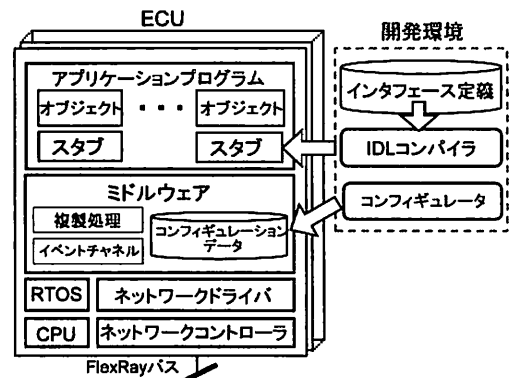 ECU
開発環境
アプリケーションプログラム
オブジェクト ・・・ オブジェクト
スタブ スタブ
インタフェース定義
IDLコンパイラ
ミドルウェア
複製処理
イベントチャネル
コンフィギュレーション
データ
コンフィギュレータ
RTOS ネットワークドライバ
CPU ネットワークコントローラ
FlexRayバス